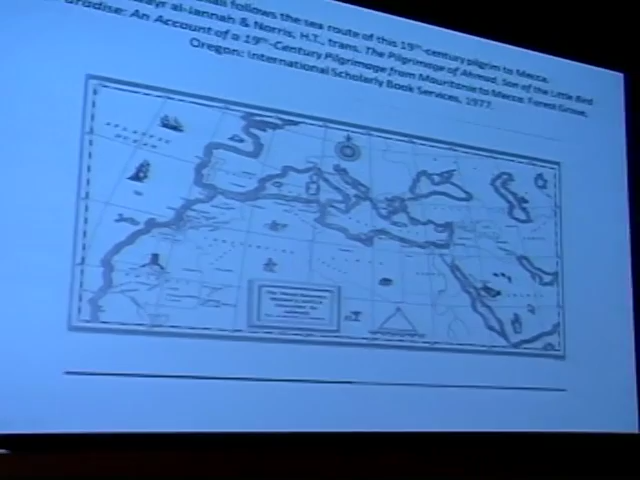 follows the sea route of this 19th-century pilgrim to Mecca.
ayr al-Jannah & Norris, H.T., trans, The Pilgrimage of Ahmad, Son of the Little Bird
aradise: An Account of a 19th-Century Pilgrimage from Mauritania to Mecca. Forest Grove,
Oregon: International Scholarly Book Services, 1977.